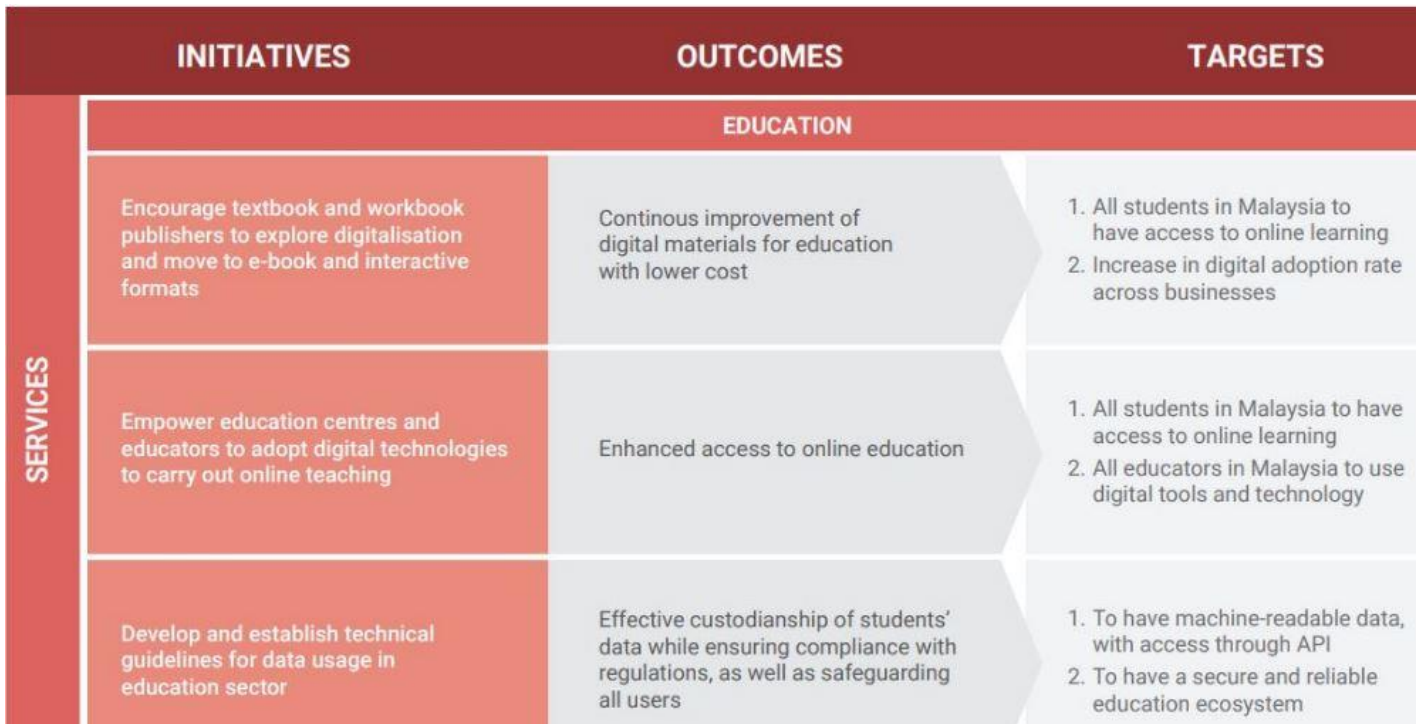 INITIATIVES
OUTCOMES
TARGETS
SERVICES
EDUCATION
Encourage textbook and workbook
publishers to explore digitalisation
and move to e-book and interactive
formats
Continous improvement of
digital materials for education
with lower cost
1. All students in Malaysia to
have access to online learning
2. Increase in digital adoption rate
across businesses
Empower education centres and
educators to adopt digital technologies
to carry out online teaching
Enhanced access to online education
1. All students in Malaysia to have
access to online learning
2. All educators in Malaysia to use
digital tools and technology
Develop and establish technical
guidelines for data usage in
education sector
Effective custodianship of students’
data while ensuring compliance with
regulations, as well as safeguarding
all users
1. To have machine-readable data,
with access through API
2. To have a secure and reliable
education ecosystem